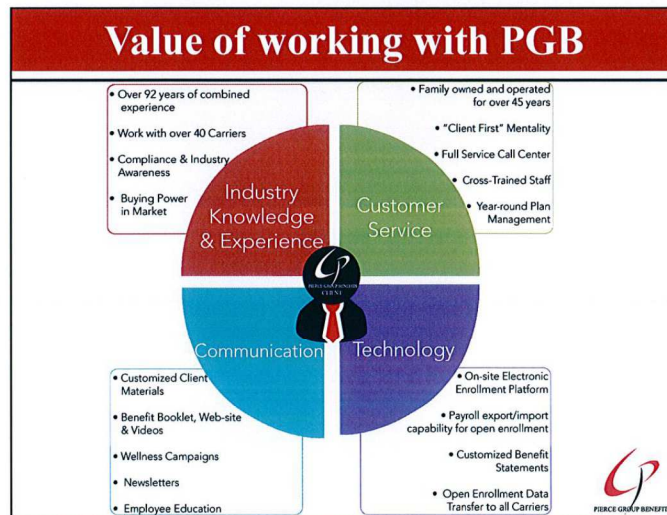 Value of working with PGB
• Over 92 years of combined
experience
• Work with over 40 Carriers
• Compliance & Industry
Awareness
• Buying Power
in Market
Industry
Knowledge
& Experience
• Family owned and operated
for over 45 years
• "Client First" Mentality
• Full Service Call Center
• Cross-Trained Staff
• Year-round Plan
Management
Customer
Service
PIERCE GROUP BENEFITS
CLIENT
Communication
• Customized Client
Materials
• Benefit Booklet, Web-site
& Videos
• Wellness Campaigns
• Newsletters
• Employee Education
Technology
• On-site Electronic
Enrollment Platform
• Payroll export/import
capability for open enrollment
• Customized Benefit
Statements
• Open Enrollment Data
Transfer to all Carriers
PIERCE GROUP BENEFIT